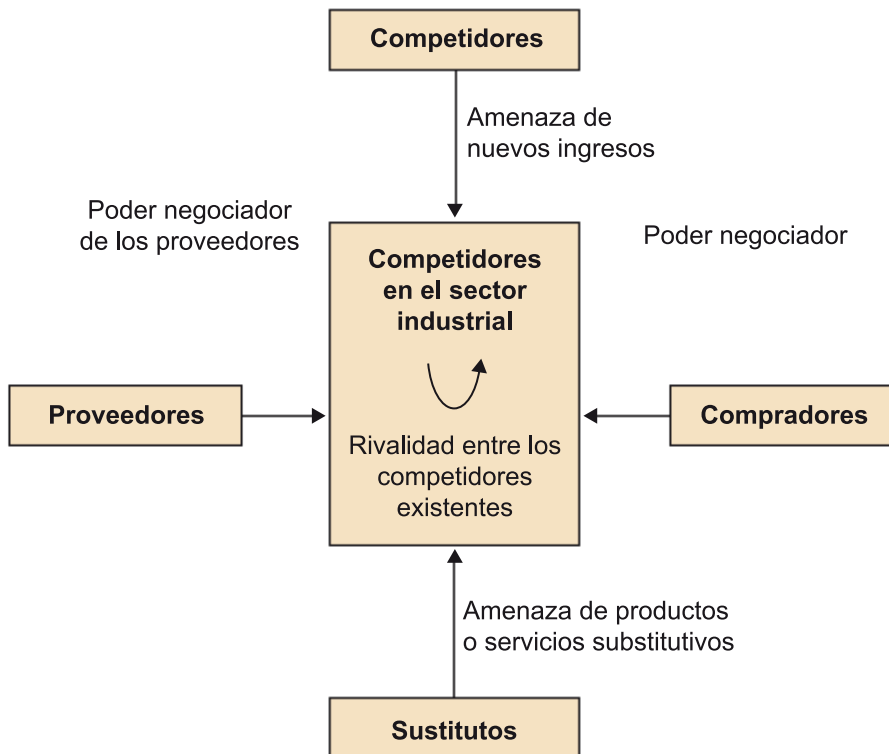 Competidores
Amenaza de
nuevos ingresos
Poder negociador
de los proveedores
Poder negociador
Competidores
en el sector
industrial
Proveedores
Compradores
Rivalidad entre los
competidores
existentes
Amenaza de productos
o servicios substitutivos
Sustitutos